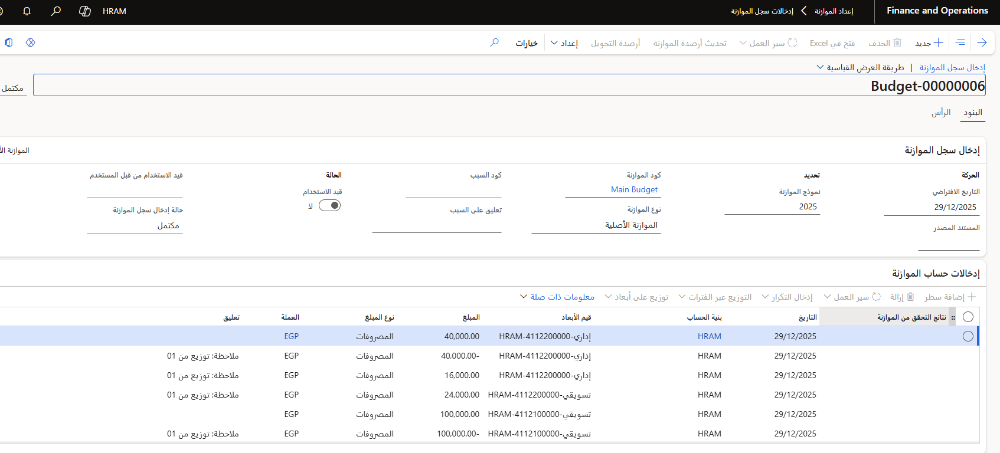 Finance and Operations
إعداد الموازنة
إدخالات سجل الموازنة
HRAM
جديد
الحذف
فتح في Excel
سير العمل
تحديث أرصدة الموازنة
أرصدة التحويل
إعداد
خيارات
إدخال سجل الموازنة | طريقة العرض القياسية
Budget-00000006
مكتمل
البنود
الرأس
إدخال سجل الموازنة
الموازنة الأ
الحركة
تحديد
كود الموازنة
كود السبب
الحالة
قيد الاستخدام من قبل المستخدم
التاريخ الافتراضي
نموذج الموازنة
Main Budget
قيد الاستخدام
29/12/2025
2025
نوع الموازنة
تعليق على السبب
لا
حالة إدخال سجل الموازنة
المستند المصدر
الموازنة الأصلية
مكتمل
إدخالات حساب الموازنة
إضافة سطر
إزالة
سير العمل
إدخال التكرار
التوزيع عبر الفترات
توزيع على أبعاد
معلومات ذات صلة
نتائج التحقق من الموازنة التاريخ بنية الحساب قيم الأبعاد المبلغ نوع المبلغ العملة تعليق
29/12/2025 HRAM إداري-HRAM-4112200000 40,000.00 المصروفات EGP
29/12/2025 HRAM إداري-HRAM-4112200000 40,000.00- المصروفات EGP ملاحظة: توزيع من 01
29/12/2025 HRAM إداري-HRAM-4112200000 16,000.00 المصروفات EGP ملاحظة: توزيع من 01
29/12/2025 HRAM تسويقي-HRAM-4112200000 24,000.00 المصروفات EGP ملاحظة: توزيع من 01
29/12/2025 HRAM تسويقي-HRAM-4112100000 100,000.00 المصروفات EGP
29/12/2025 HRAM تسويقي-HRAM-4112100000 100,000.00- المصروفات EGP ملاحظة: توزيع من 01